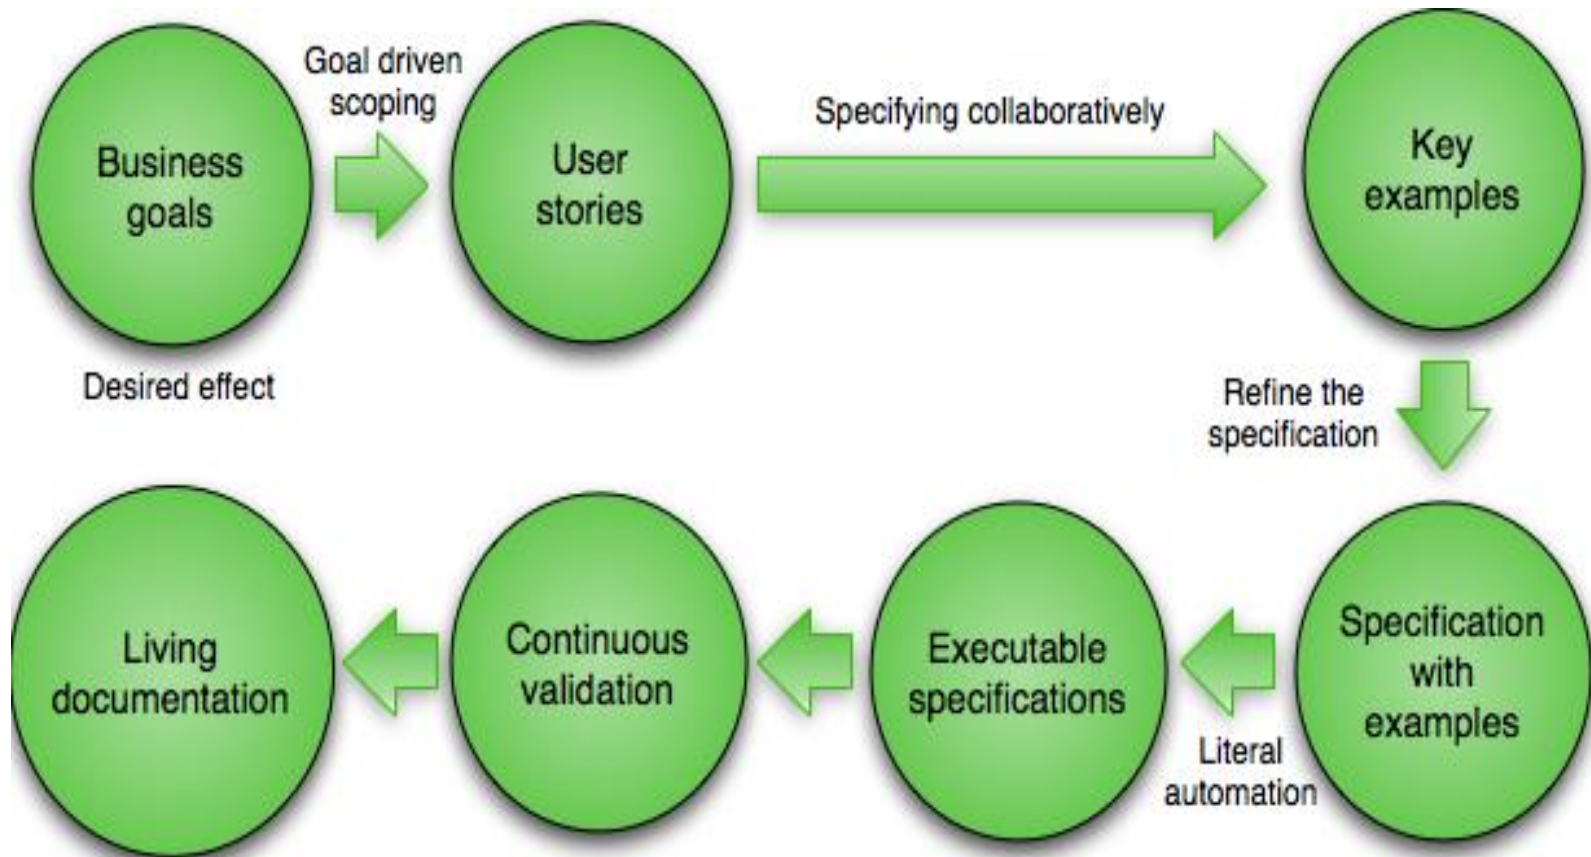 Business
goals
Goal driven
scoping
User
stories
Specifying collaboratively
Key
examples
Desired effect
Refine the
specification
Living
documentation
Continuous
validation
Executable
specifications
Literal
automation
Specification
with
examples